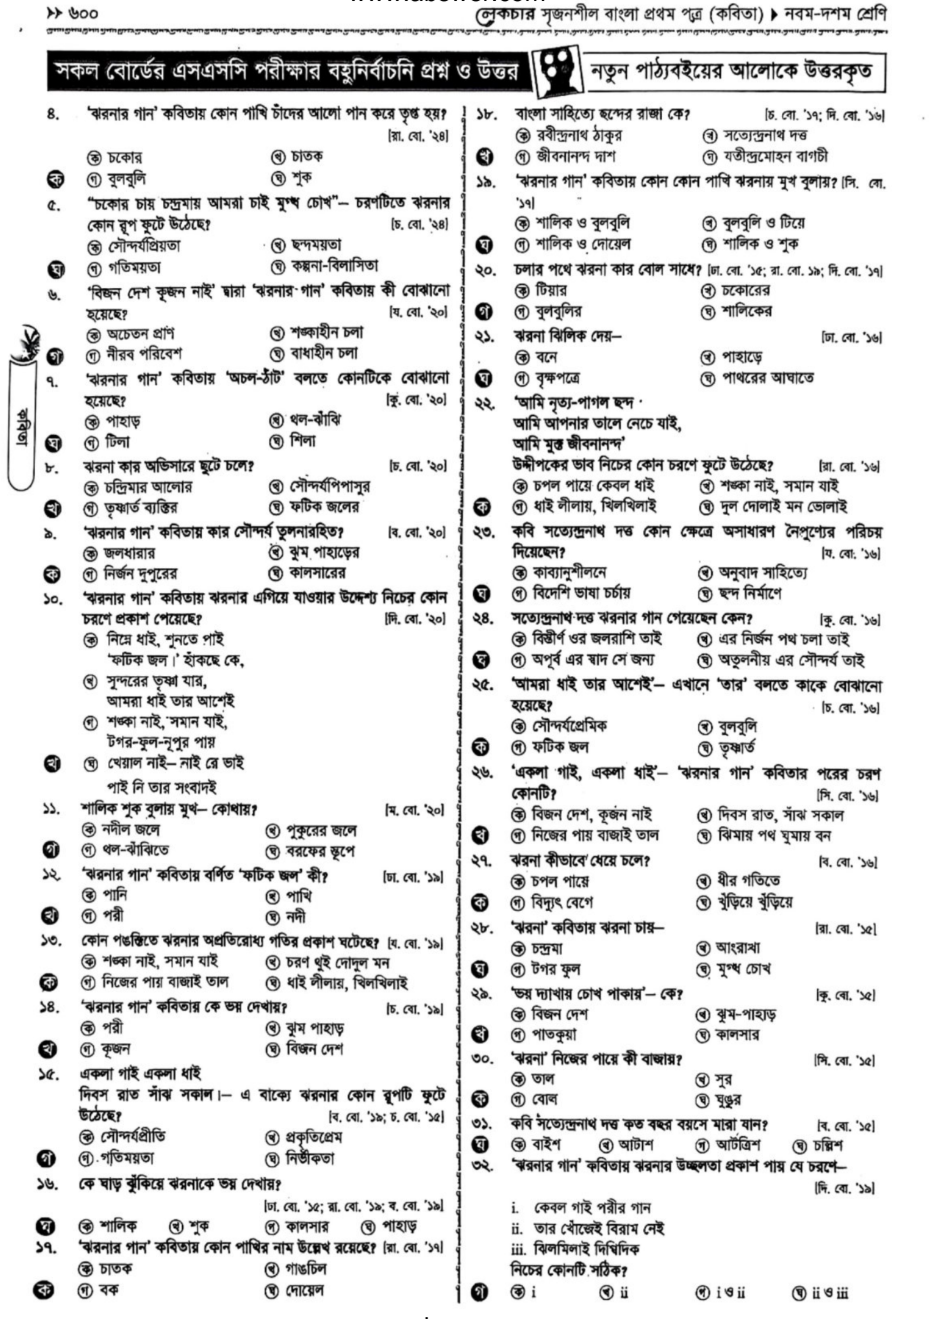 >> ৬০০
লেকচার সৃজনশীল বাংলা প্রথম পত্র (কবিতা) ▶ নবম-দশম শ্রেণি
সকল বোর্ডের এসএসসি পরীক্ষার বহুনির্বাচনি প্রশ্ন ও উত্তর
নতুন পাঠ্যবইয়ের আলোকে উত্তরকৃত
৪. ‘ঝরনার গান’ কবিতায় কোন পাখি চাঁদের আলো পান করে তৃপ্ত হয়?
[রা. বো. '২৪]
ক চকোর খ চাতক
ক গ বুলবুলি ঘ শুক
৫. “চকোর চায় চন্দ্রমায় আমরা চাই মুগ্ধ চোখ”– চরণটিতে ঝরনার
কোন রূপ ফুটে উঠেছে? [চ. বো. '২৪]
ক সৌন্দর্যপ্রিয়তা খ ছন্দময়তা
ঘ গ গতিময়তা ঘ কল্পনা-বিলাসিতা
৬. ‘বিজন দেশ কূজন নাই’ দ্বারা ‘ঝরনার গান’ কবিতায় কী বোঝানো
হয়েছে? [য. বো. '২০]
ক অচেতন প্রাণ খ শঙ্কাহীন চলা
গ গ নীরব পরিবেশ ঘ বাধাহীন চলা
৭. ‘ঝরনার গান’ কবিতায় ‘অচল-ঠাঁট’ বলতে কোনটিকে বোঝানো
হয়েছে? [কু. বো. '২০]
ক পাহাড় খ থল-ঝাঁঝি
ঘ গ টিলা ঘ শিলা
৮. ঝরনা কার অভিসারে ছুটে চলে? [চ. বো. '২০]
ক চন্দ্রিমার আলোর খ সৌন্দর্যপিপাসুর
খ গ তৃষ্ণার্ত ব্যক্তির ঘ ফটিক জলের
৯. ‘ঝরনার গান’ কবিতায় কার সৌন্দর্য তুলনারহিত? [ব. বো. '২০]
ক জলধারার খ ঝুম পাহাড়ের
ক গ নির্জন দুপুরের ঘ কালসারের
১০. ‘ঝরনার গান’ কবিতায় ঝরনার এগিয়ে যাওয়ার উদ্দেশ্য নিচের কোন
চরণে প্রকাশ পেয়েছে? [দি. বো. '২০]
ক নিম্নে ধাই, শুনতে পাই
‘ফটিক জল।’ হাঁকছে কে,
খ সুন্দরের তৃষ্ণা যার,
আমরা ধাই তার আশেই
গ শঙ্কা নাই, সমান যাই,
টগর-ফুল-নূপুর পায়
খ ঘ খেয়াল নাই– নাই রে ভাই
পাই নি তার সংবাদই
১১. শালিক শুক বুলায় মুখ– কোথায়? [ম. বো. '২০]
ক নদীল জলে খ পুকুরের জলে
গ গ থল-ঝাঁঝিতে ঘ বরফের স্তূপে
১২. ‘ঝরনার গান’ কবিতায় বর্ণিত ‘ফটিক জল’ কী? [ঢা. বো. '১৯]
ক পানি খ পাখি
খ গ পরী ঘ নদী
১৩. কোন পঙক্তিতে ঝরনার অপ্রতিরোধ্য গতির প্রকাশ ঘটেছে? [য. বো. '১৯]
ক শঙ্কা নাই, সমান যাই খ চরণ থুই দোদুল মন
ক গ নিজের পায় বাজাই তাল ঘ ধাই লীলায়, খিলখিলাই
১৪. ‘ঝরনার গান’ কবিতায় কে ভয় দেখায়? [চ. বো. '১৯]
ক পরী খ ঝুম পাহাড়
খ গ কূজন ঘ বিজন দেশ
১৫. একলা গাই একলা ধাই
দিবস রাত সাঁঝ সকাল।– এ বাক্যে ঝরনার কোন রূপটি ফুটে
উঠেছে? [ব. বো. '১৯; চ. বো. '১৫]
ক সৌন্দর্যপ্রীতি খ প্রকৃতিপ্রেম
গ গ গতিময়তা ঘ নির্ভীকতা
১৬. কে ঘাড় ঝুঁকিয়ে ঝরনাকে ভয় দেখায়?
[ঢা. বো. '১৫; রা. বো. '১৯; ব. বো. '১৯]
ঘ ক শালিক খ শুক গ কালসার ঘ পাহাড়
১৭. ‘ঝরনার গান’ কবিতায় কোন পাখির নাম উল্লেখ রয়েছে? [রা. বো. '১৭]
ক চাতক খ গাঙচিল
ক গ বক ঘ দোয়েল
কবিতা
১৮. বাংলা সাহিত্যে ছন্দের রাজা কে? [চ. বো. '১৭; দি. বো. '১৬]
ক রবীন্দ্রনাথ ঠাকুর খ সত্যেন্দ্রনাথ দত্ত
খ গ জীবনানন্দ দাশ ঘ যতীন্দ্রমোহন বাগচী
১৯. ‘ঝরনার গান’ কবিতায় কোন কোন পাখি ঝরনায় মুখ বুলায়? [সি. বো.
'১৭]
ক শালিক ও বুলবুলি খ বুলবুলি ও টিয়ে
ঘ গ শালিক ও দোয়েল ঘ শালিক ও শুক
২০. চলার পথে ঝরনা কার বোল সাধে? [ঢা. বো. '১৫; রা. বো. ১৯; দি. বো. '১৭]
ক টিয়ার খ চকোরের
গ গ বুলবুলির ঘ শালিকের
২১. ঝরনা ঝিলিক দেয়– [ঢা. বো. '১৬]
ক বনে খ পাহাড়ে
ঘ গ বৃক্ষপত্রে ঘ পাথরের আঘাতে
২২. ‘আমি নৃত্য-পাগল ছন্দ
আমি আপনার তালে নেচে যাই,
আমি মুক্ত জীবনানন্দ’
উদ্দীপকের ভাব নিচের কোন চরণে ফুটে উঠেছে? [রা. বো. '১৬]
ক চপল পায়ে কেবল ধাই খ শঙ্কা নাই, সমান যাই
ক গ ধাই লীলায়, খিলখিলাই ঘ দুল দোলাই মন ভোলাই
২৩. কবি সত্যেন্দ্রনাথ দত্ত কোন ক্ষেত্রে অসাধারণ নৈপুণ্যের পরিচয়
দিয়েছেন? [য. বো. '১৬]
ক কাব্যানুশীলনে খ অনুবাদ সাহিত্যে
ঘ গ বিদেশি ভাষা চর্চায় ঘ ছন্দ নির্মাণে
২৪. সত্যেন্দ্রনাথ দত্ত ঝরনার গান গেয়েছেন কেন? [কু. বো. '১৬]
ক বিস্তীর্ণ ওর জলরাশি তাই খ এর নির্জন পথ চলা তাই
ঘ গ অপূর্ব এর স্বাদ সে জন্য ঘ অতুলনীয় এর সৌন্দর্য তাই
২৫. ‘আমরা ধাই তার আশেই’– এখানে ‘তার’ বলতে কাকে বোঝানো
হয়েছে? [চ. বো. '১৬]
ক সৌন্দর্যপ্রেমিক খ বুলবুলি
ক গ ফটিক জল ঘ তৃষ্ণার্ত
২৬. ‘একলা গাই, একলা ধাই’– ‘ঝরনার গান’ কবিতার পরের চরণ
কোনটি? [সি. বো. '১৬]
ক বিজন দেশ, কূজন নাই খ দিবস রাত, সাঁঝ সকাল
খ গ নিজের পায় বাজাই তাল ঘ ঝিমায় পথ ঘুমায় বন
২৭. ঝরনা কীভাবে ধেয়ে চলে? [ব. বো. '১৬]
ক চপল পায়ে খ ধীর গতিতে
ক গ বিদ্যুৎ বেগে ঘ খুঁড়িয়ে খুঁড়িয়ে
২৮. ‘ঝরনা’ কবিতায় ঝরনা চায়– [রা. বো. '১৫]
ক চন্দ্রমা খ আংরাখা
ঘ গ টগর ফুল ঘ মুগ্ধ চোখ
২৯. ‘ভয় দ্যাখায় চোখ পাকায়’– কে? [কু. বো. '১৫]
ক বিজন দেশ খ ঝুম-পাহাড়
খ গ পাতকুয়া ঘ কালসার
৩০. ‘ঝরনা’ নিজের পায়ে কী বাজায়? [সি. বো. '১৫]
ক তাল খ সুর
ক গ বোল ঘ ঘুঙুর
৩১. কবি সত্যেন্দ্রনাথ দত্ত কত বছর বয়সে মারা যান? [ব. বো. '১৫]
ঘ ক বাইশ খ আটাশ গ আটত্রিশ ঘ চল্লিশ
৩২. ‘ঝরনার গান’ কবিতায় ঝরনার উচ্ছলতা প্রকাশ পায় যে চরণে–
[দি. বো. '১৯]
i. কেবল গাই পরীর গান
ii. তার খোঁজেই বিরাম নেই
iii. ঝিলমিলাই দিগ্বিদিক
নিচের কোনটি সঠিক?
গ ক i খ ii গ i ও ii ঘ ii ও iii